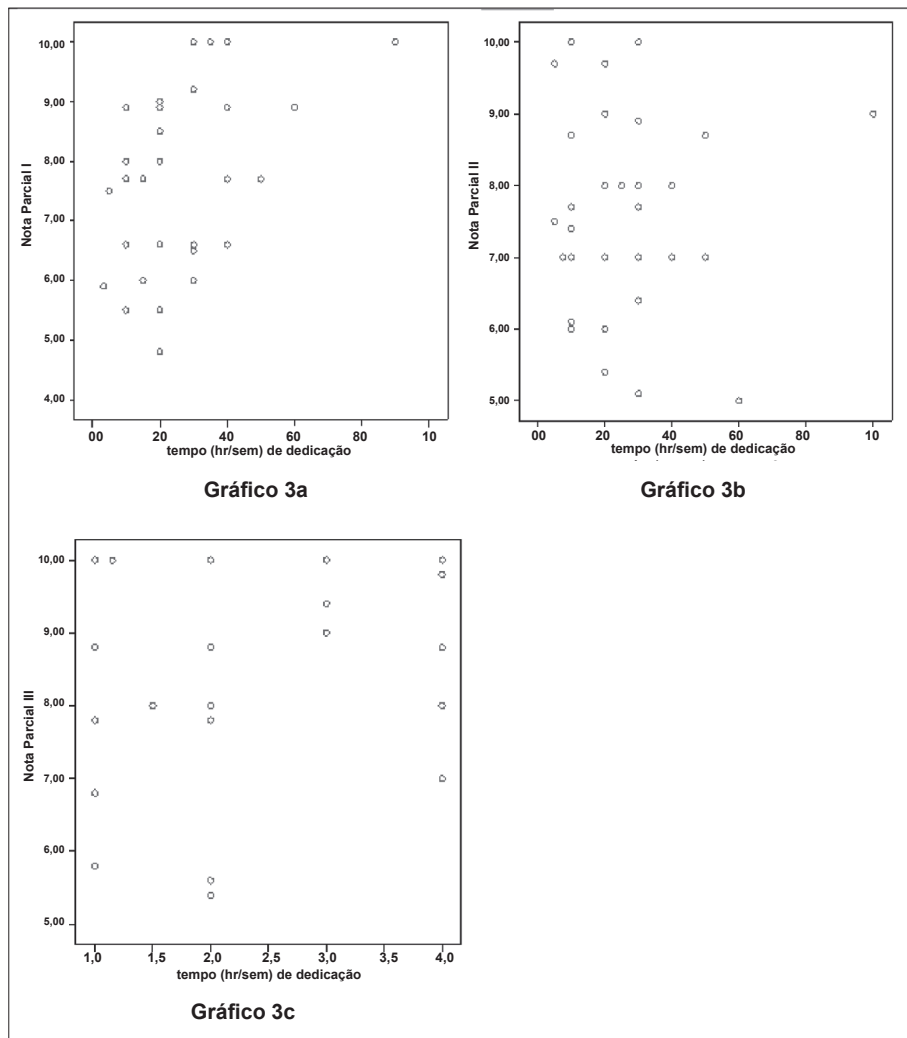 10,00
9,00
8,00
7,00
6,00
5,00
4,00
Nota Parcial I
00 20 40 60 80 10
tempo (hr/sem) de dedicação
Gráfico 3a
10,00
9,00
8,00
7,00
6,00
5,00
Nota Parcial II
00 20 40 60 80 10
tempo (hr/sem) de dedicação
Gráfico 3b
10,00
9,00
8,00
7,00
6,00
5,00
Nota Parcial III
1,0 1,5 2,0 2,5 3,0 3,5 4,0
tempo (hr/sem) de dedicação
Gráfico 3c